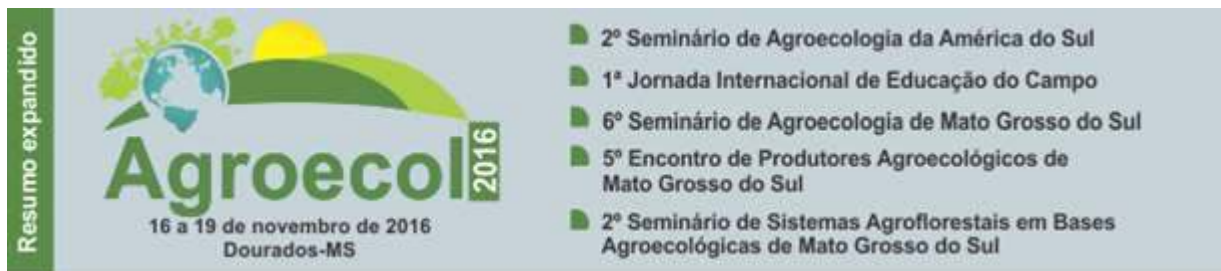 Resumo expandido
Agroecol
2016
16 a 19 de novembro de 2016
Dourados-MS
2º Seminário de Agroecologia da América do Sul
1ª Jornada Internacional de Educação do Campo
6º Seminário de Agroecologia de Mato Grosso do Sul
5º Encontro de Produtores Agroecológicos de
Mato Grosso do Sul
2º Seminário de Sistemas Agroflorestais em Bases
Agroecológicas de Mato Grosso do Sul